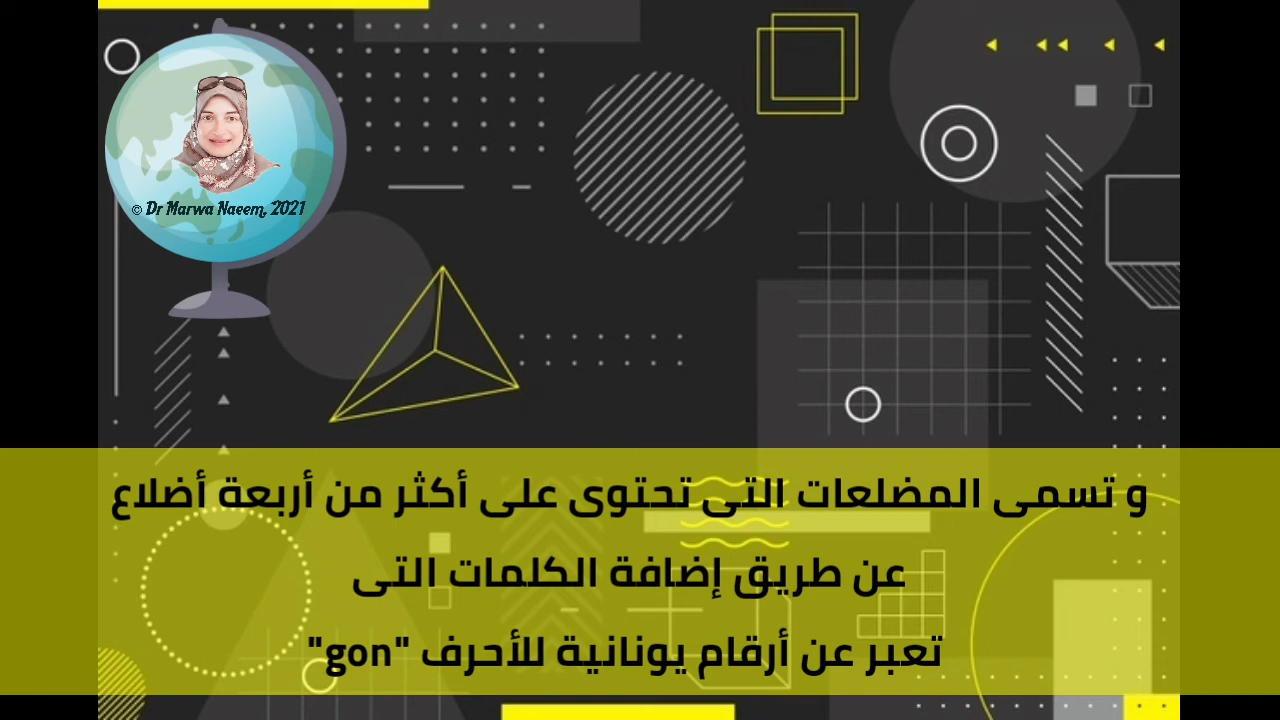 © Dr Marwa Naeem, 2021
و تسمى المضلعات التى تحتوى على أكثر من أربعة أضلاع
عن طريق إضافة الكلمات التى
تعبر عن أرقام يونانية للأحرف "gon"